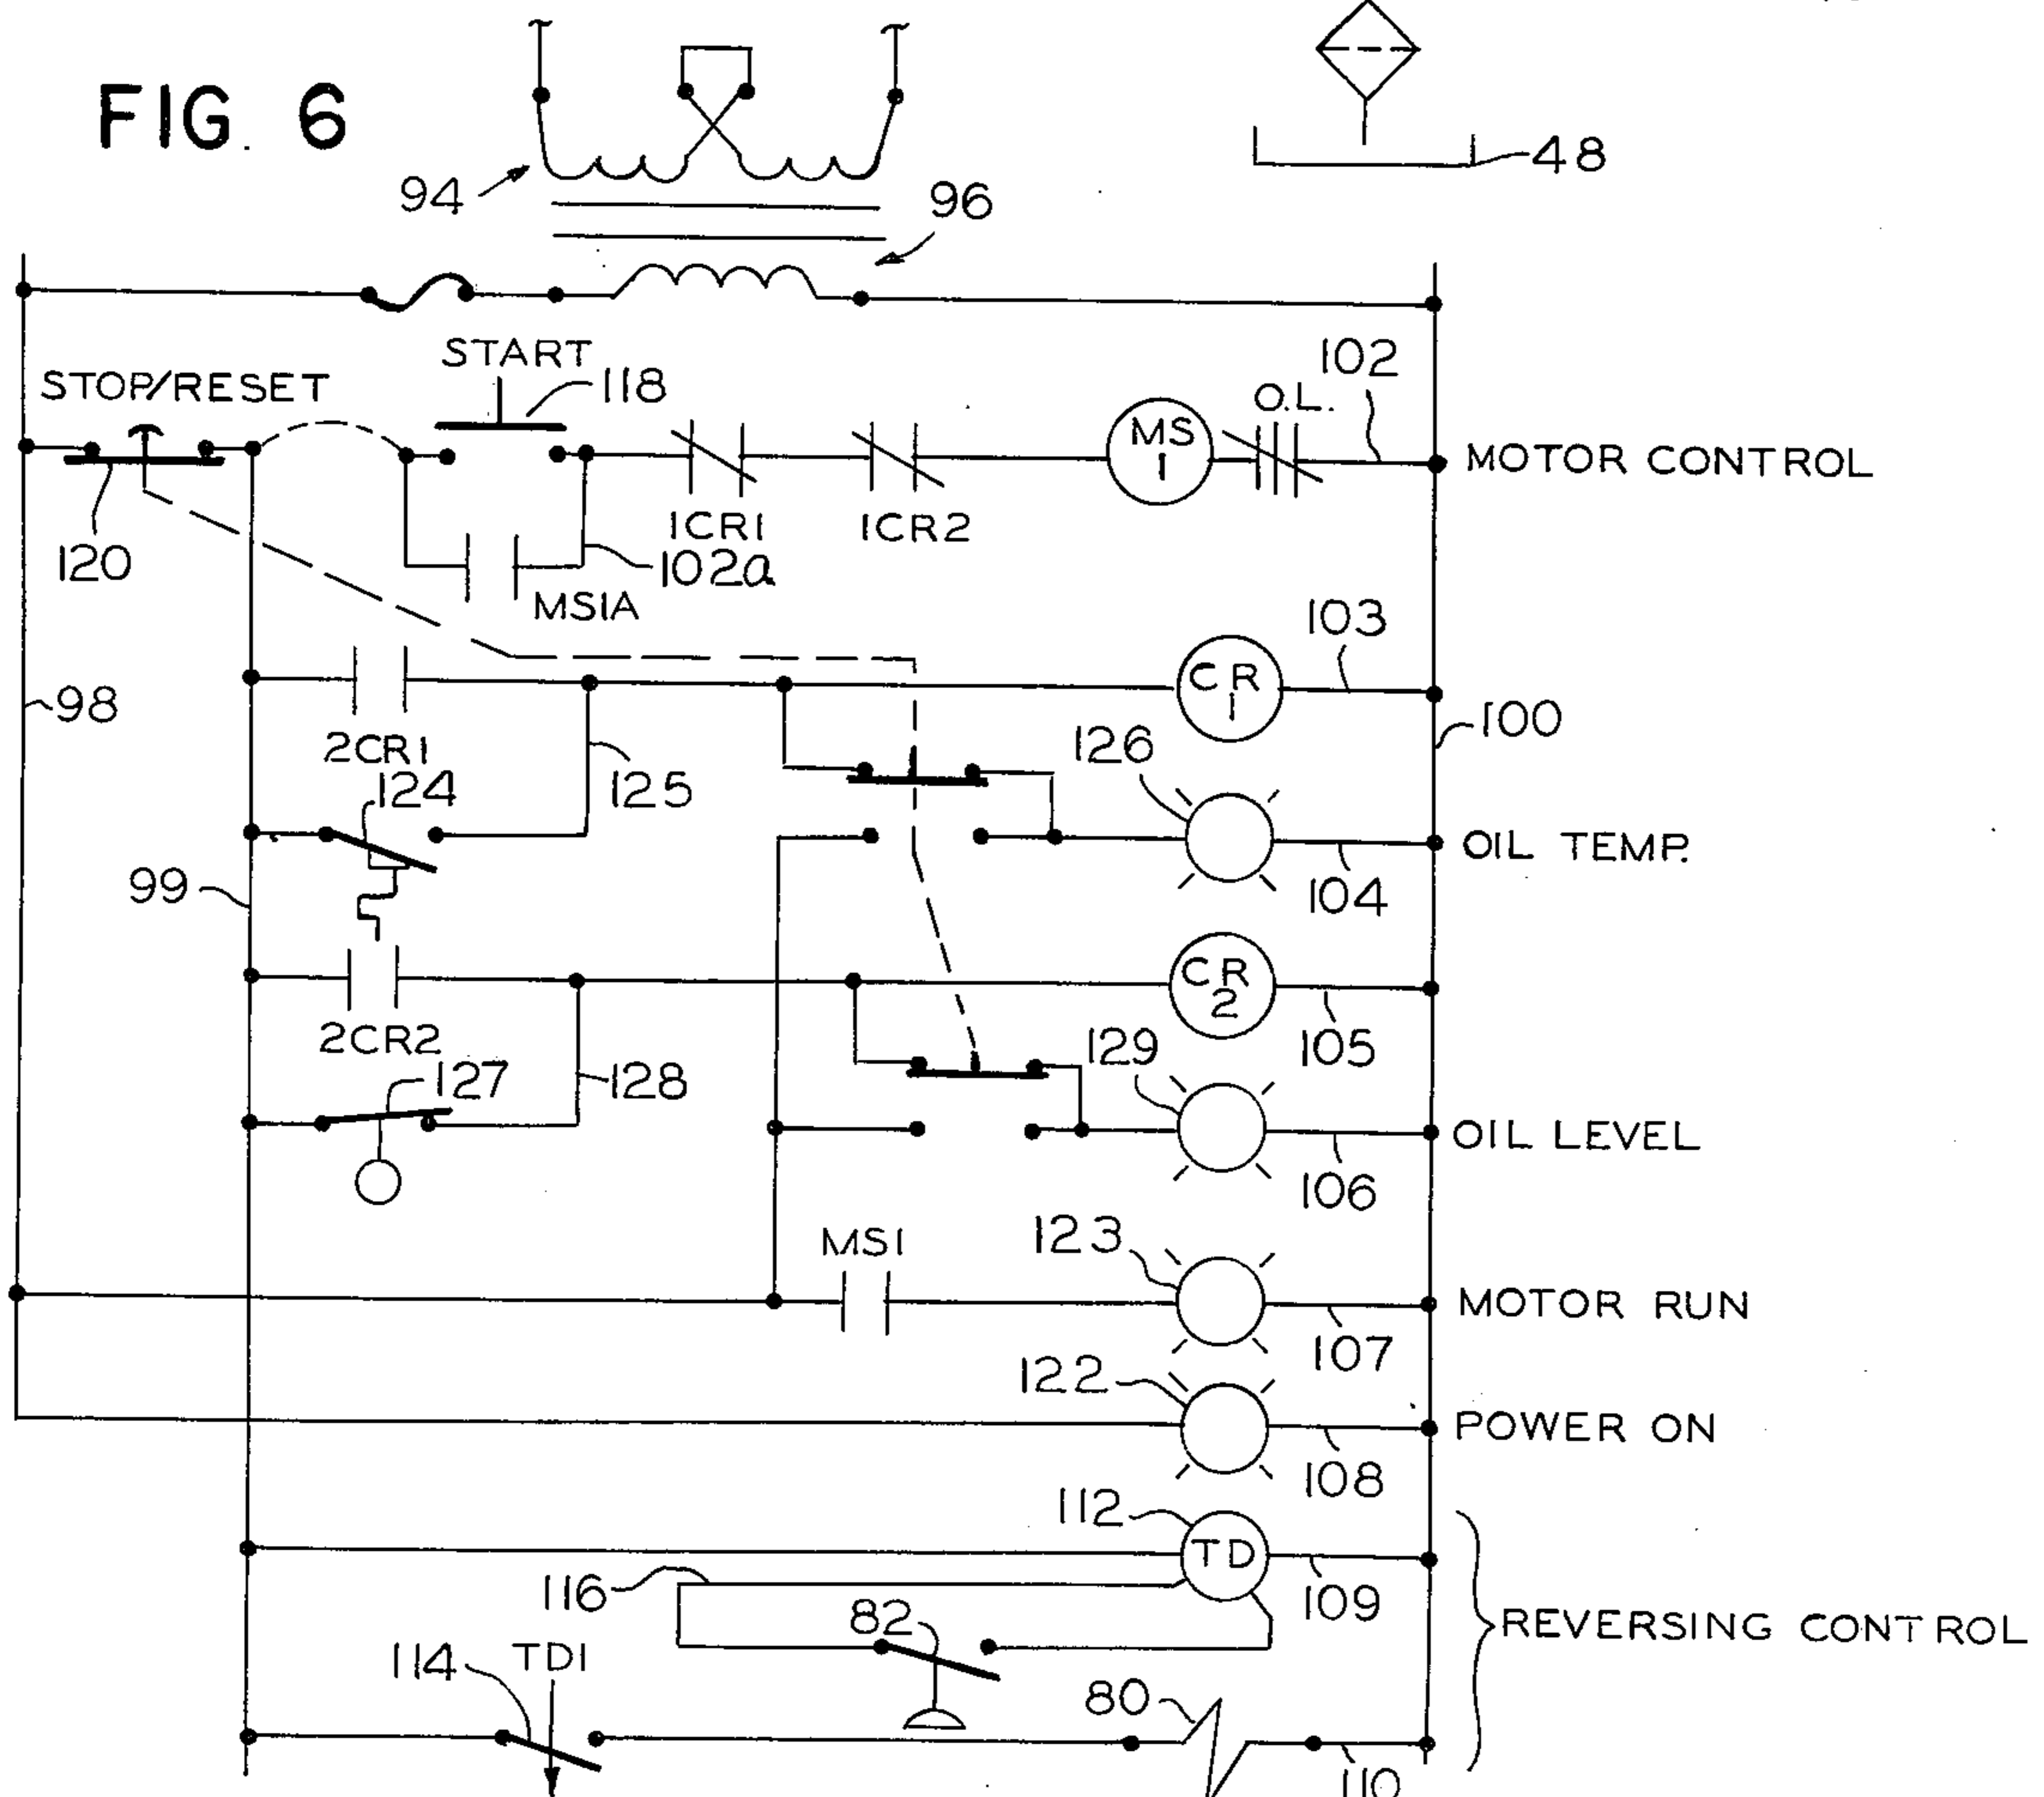 FIG. 6
94
96
48
STOP/RESET
START
118
102
O.L.
MS
1
MOTOR CONTROL
120
1CR1
1CR2
102a
MS1A
103
CR
1
98
100
2CR1
126
124
125
OIL TEMP.
99
104
CR
2
2CR2
105
129
127
128
OIL LEVEL
106
MS1
123
MOTOR RUN
107
122
POWER ON
108
112
TD
116
109
82
REVERSING CONTROL
114
TD1
80
110